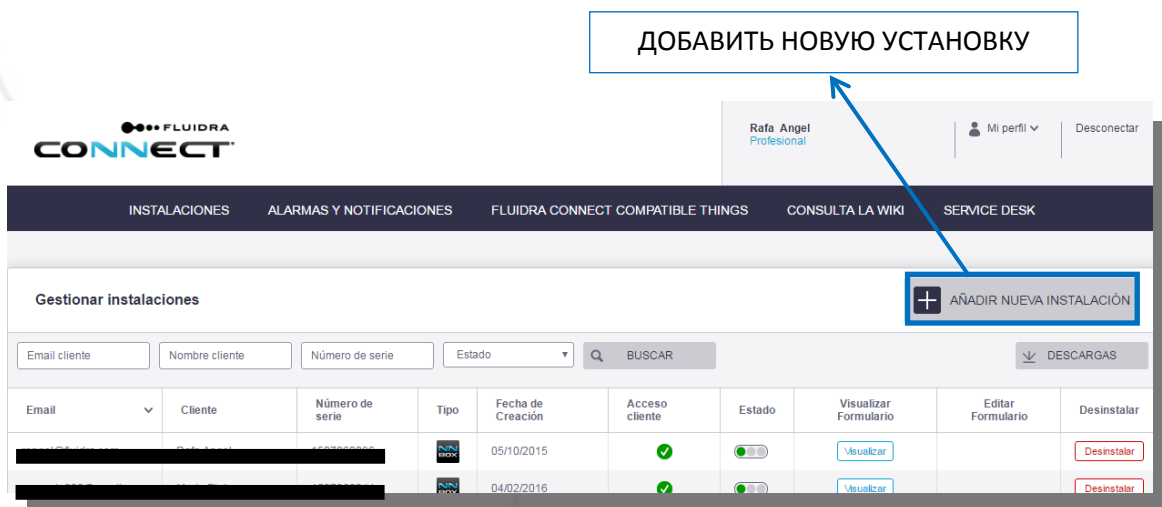 ДОБАВИТЬ НОВУЮ УСТАНОВКУ
FLUIDRA
CONNECT
Rafa Angel
Profesional
Mi perfil
Desconectar
INSTALACIONES ALARMAS Y NOTIFICACIONES FLUIDRA CONNECT COMPATIBLE THINGS CONSULTA LA WIKI SERVICE DESK
Gestionar instalaciones
AÑADIR NUEVA INSTALACIÓN
Email cliente Nombre cliente Número de serie Estado BUSCAR DESCARGAS
Email Cliente Número de serie Tipo Fecha de Creación Acceso cliente Estado Visualizar Formulario Editar Formulario Desinstalar
NN BOX 05/10/2015 Visualizar Desinstalar
NN 04/02/2016 Visualizar Desinstalar